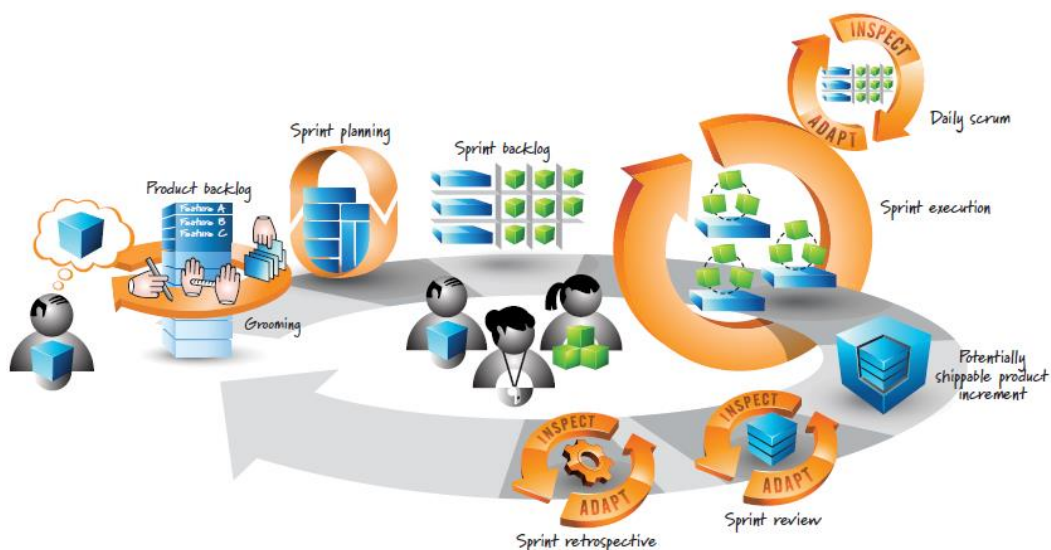 INSPECT
ADAPT
Daily scrum
Sprint planning
Sprint backlog
Product backlog
Feature A
Feature B
Feature C
Sprint execution
Grooming
Potentially
shippable product
increment
INSPECT
ADAPT
Sprint review
INSPECT
ADAPT
Sprint retrospective